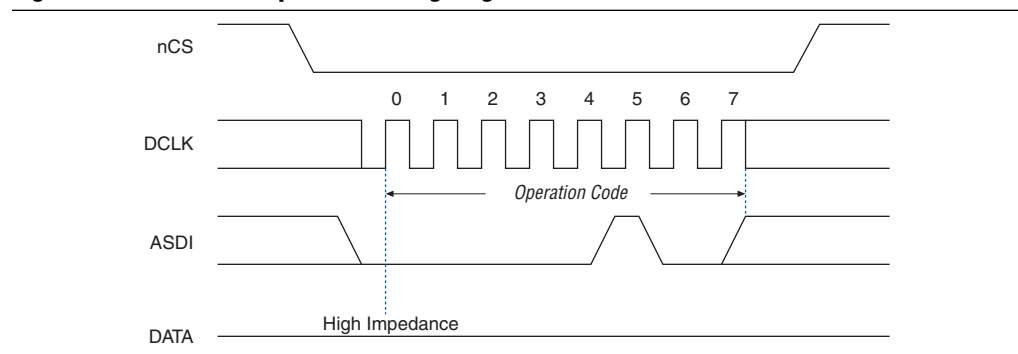 nCS
0 1 2 3 4 5 6 7
DCLK
Operation Code
ASDI
High Impedance
DATA